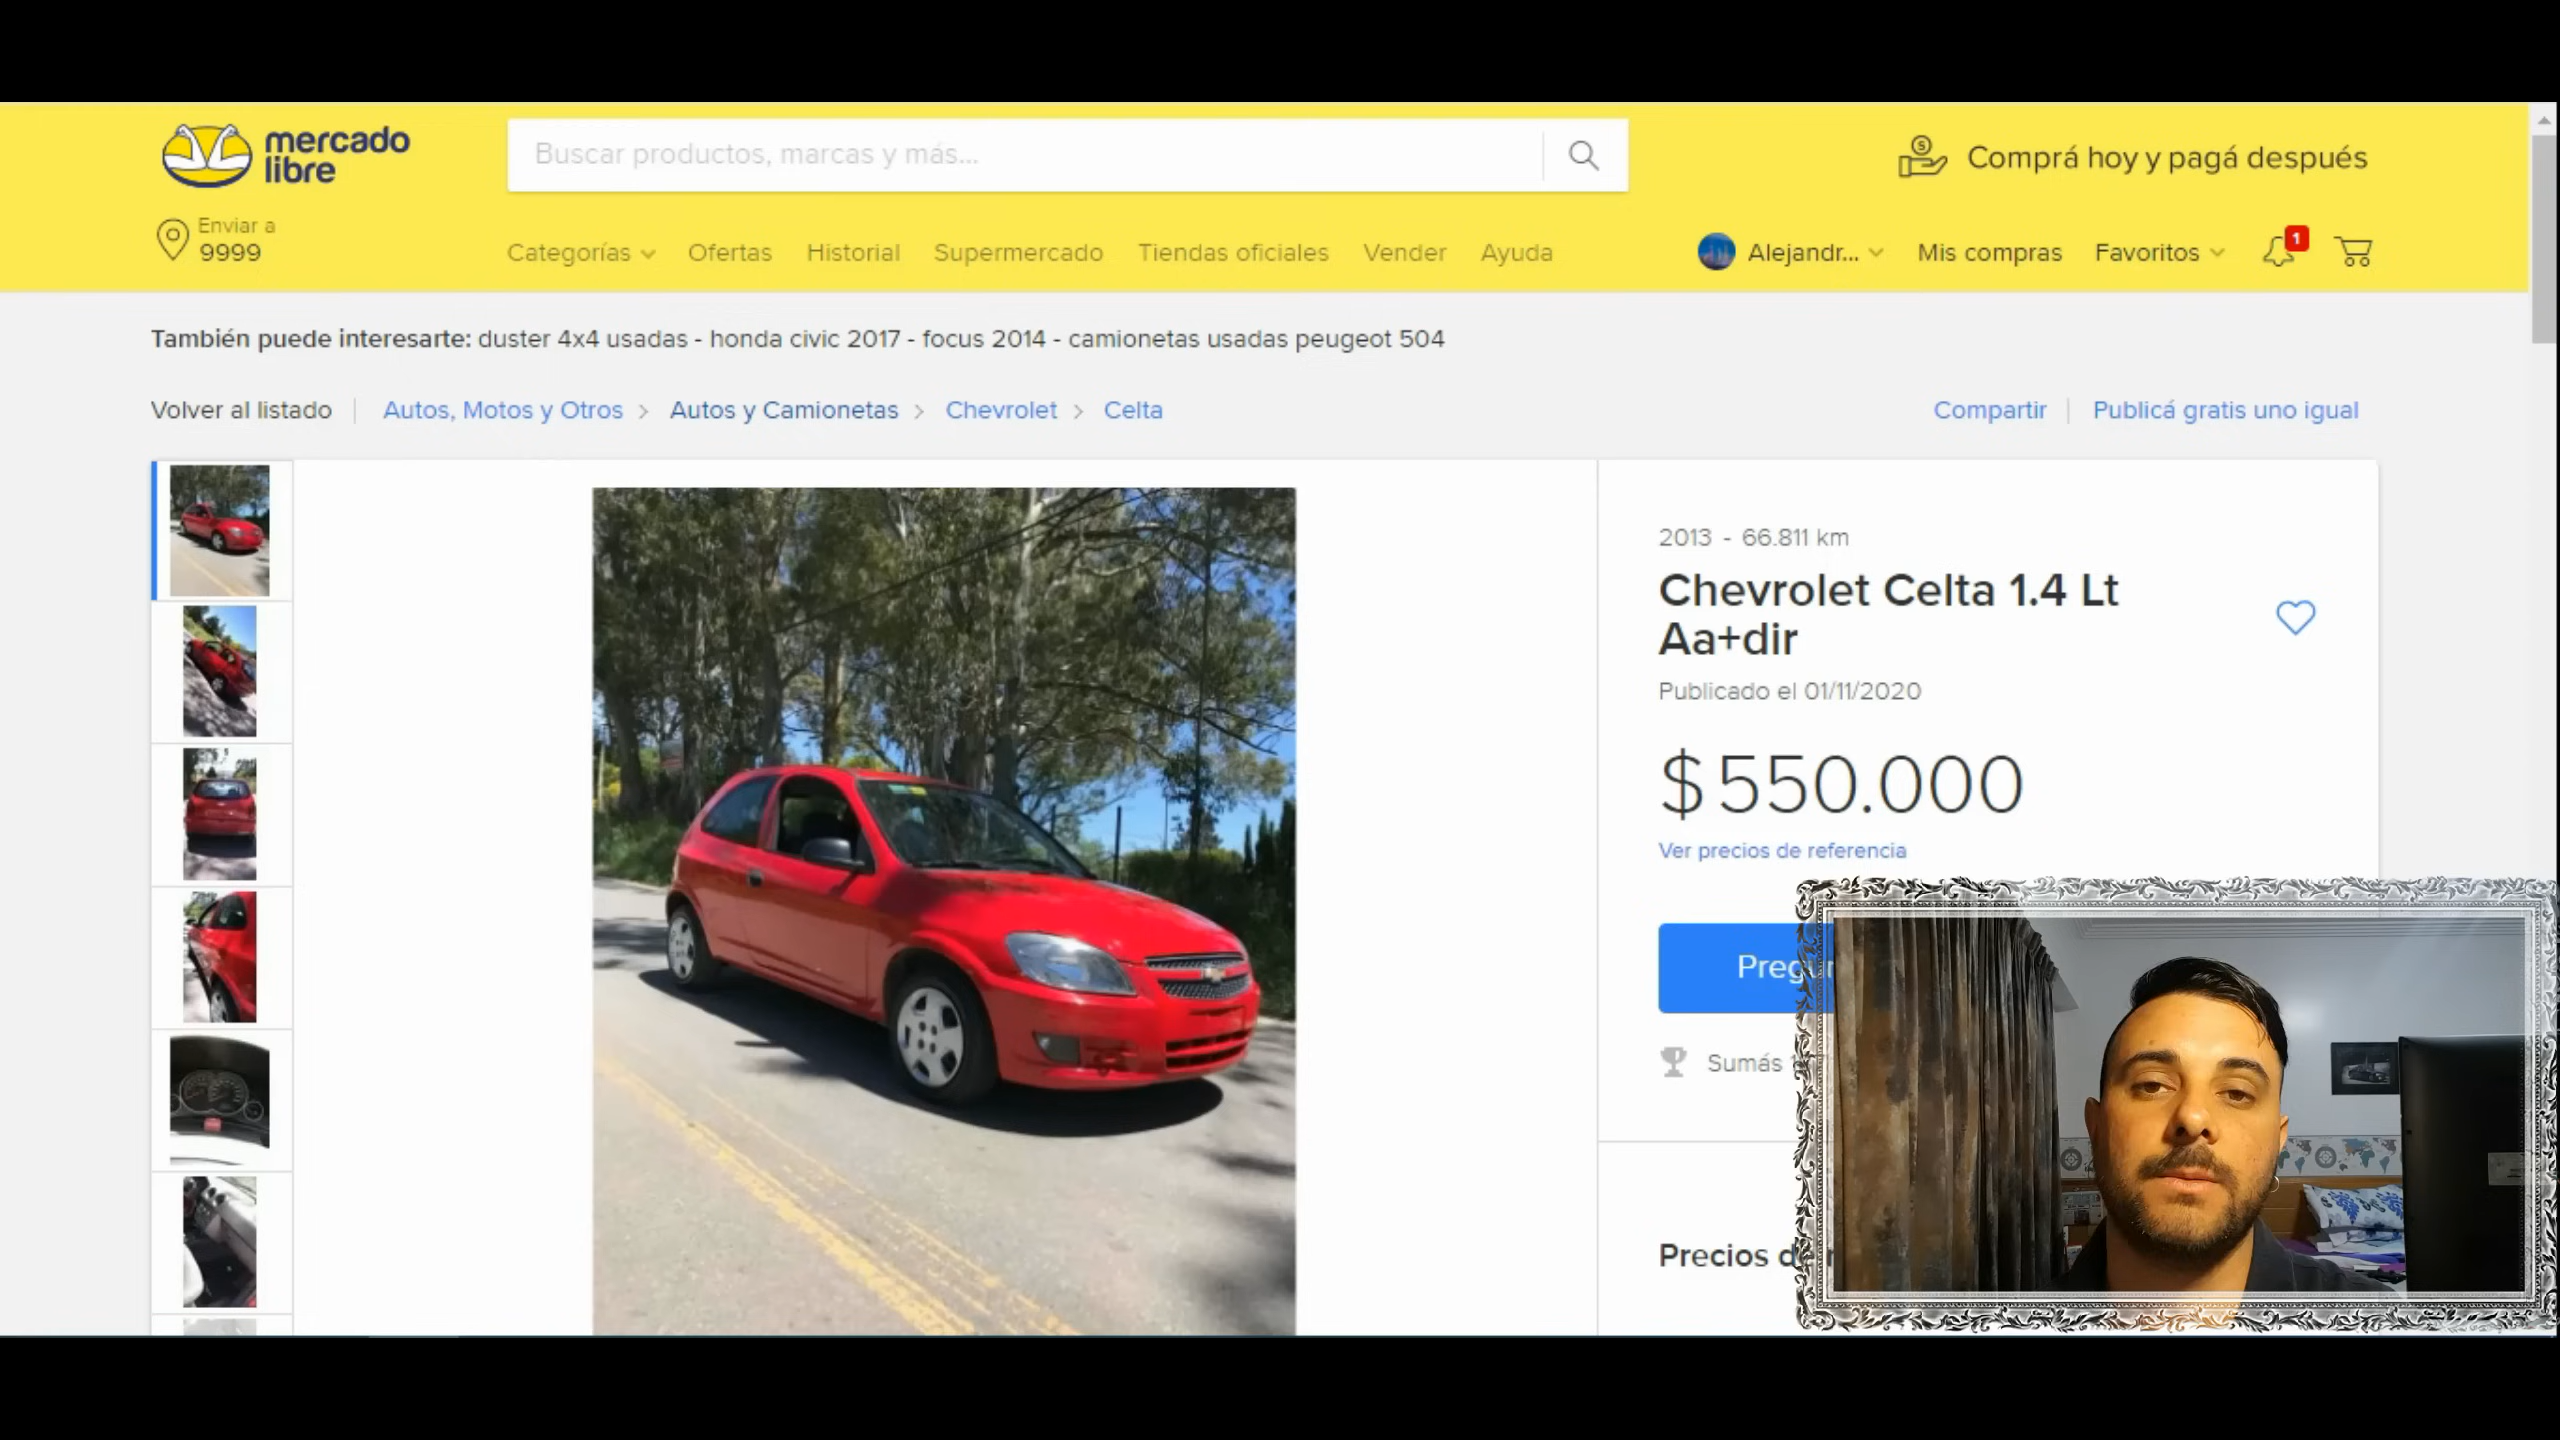 mercado
libre
Buscar productos, marcas y más...
Comprá hoy y pagá después
Enviar a
9999
Categorías Ofertas Historial Supermercado Tiendas oficiales Vender Ayuda
Alejandr... Mis compras Favoritos 1
También puede interesarte: duster 4x4 usadas - honda civic 2017 - focus 2014 - camionetas usadas peugeot 504
Volver al listado Autos, Motos y Otros > Autos y Camionetas > Chevrolet > Celta
Compartir Publicá gratis uno igual
2013 - 66.811 km
Chevrolet Celta 1.4 Lt
Aa+dir
Publicado el 01/11/2020
$ 550.000
Ver precios de referencia
Sumás
Precios